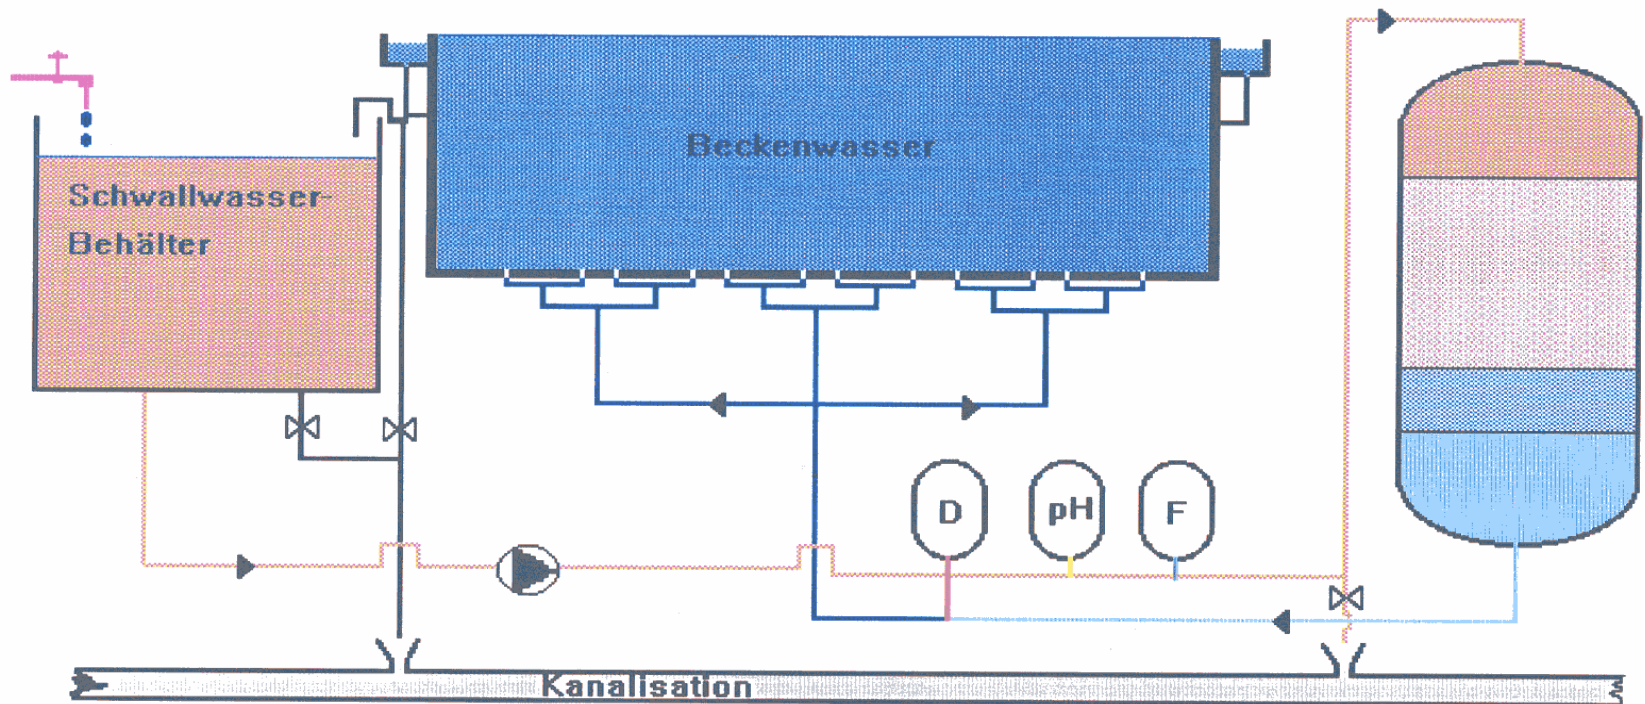 Beckenwasser
Schwallwasser-
Behälter
D
pH
F
Kanalisation